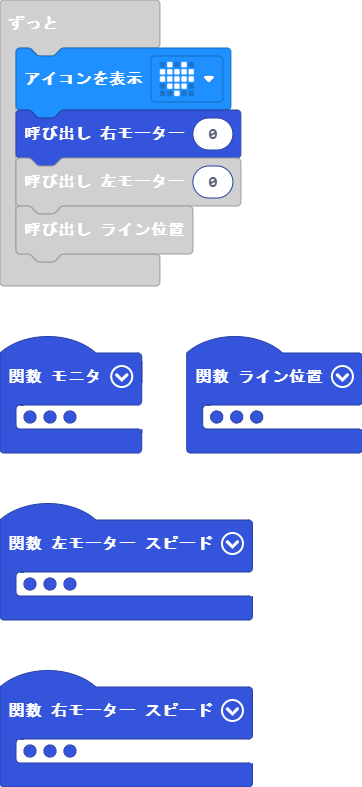 ずっと
アイコンを表示
呼び出し 右モーター 0
呼び出し 左モーター 0
呼び出し ライン位置
関数 モニタ
関数 ライン位置
関数 左モーター スピード
関数 右モーター スピード